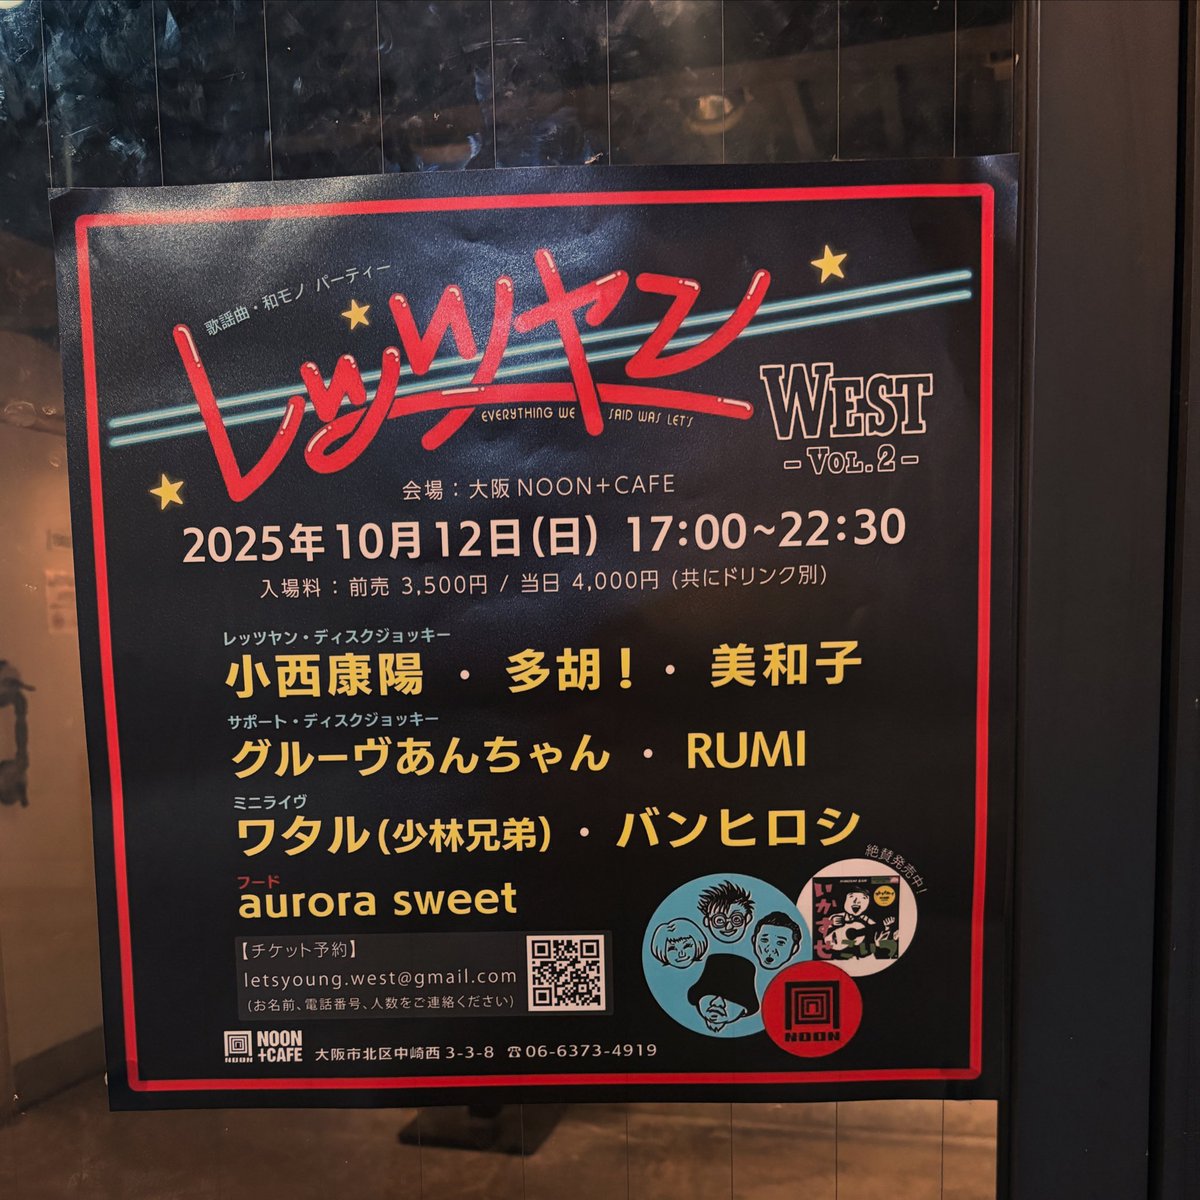 歌謡曲・和モノ パーティー
レッツヤン
EVERYTHING WE SAID WAS LET'S
WEST
- VOL.2 -
会場：大阪 NOON+CAFE
2025年10月12日(日) 17:00~22:30
入場料：前売 3,500円 / 当日 4,000円 (共にドリンク別)
レッツヤン・ディスクジョッキー
小西康陽 ・ 多胡！・ 美和子
サポート・ディスクジョッキー
グルーヴあんちゃん ・ RUMI
ミニライヴ
ワタル(少林兄弟) ・ バンヒロシ
フード
aurora sweet
絶賛発売中！
いかすぜ
こいつ
【チケット予約】
letsyoung.west@gmail.com
(お名前、電話番号、人数をご連絡ください)
NOON
NOON
+CAFE
NOON
大阪市北区中崎西 3-3-8 ☎06-6373-4919